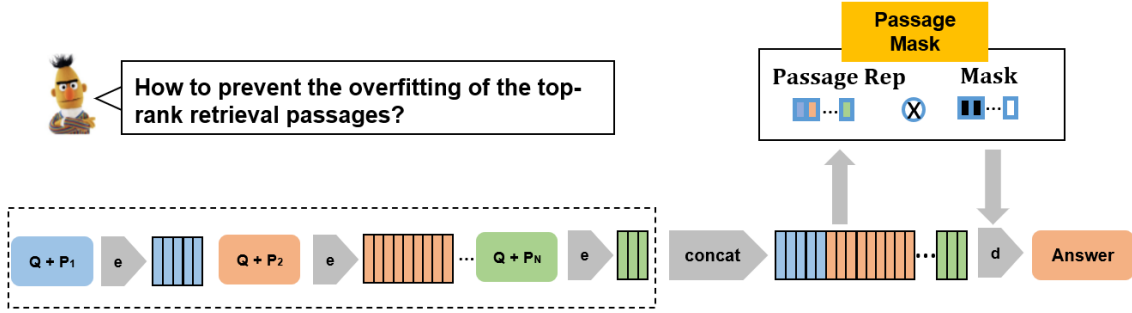 Passage
Mask
How to prevent the overfitting of the top-
rank retrieval passages?
Passage Rep
Mask
...
X
...
Q + P1
e
Q + P2
e
...
Q + PN
e
concat
...
d
Answer